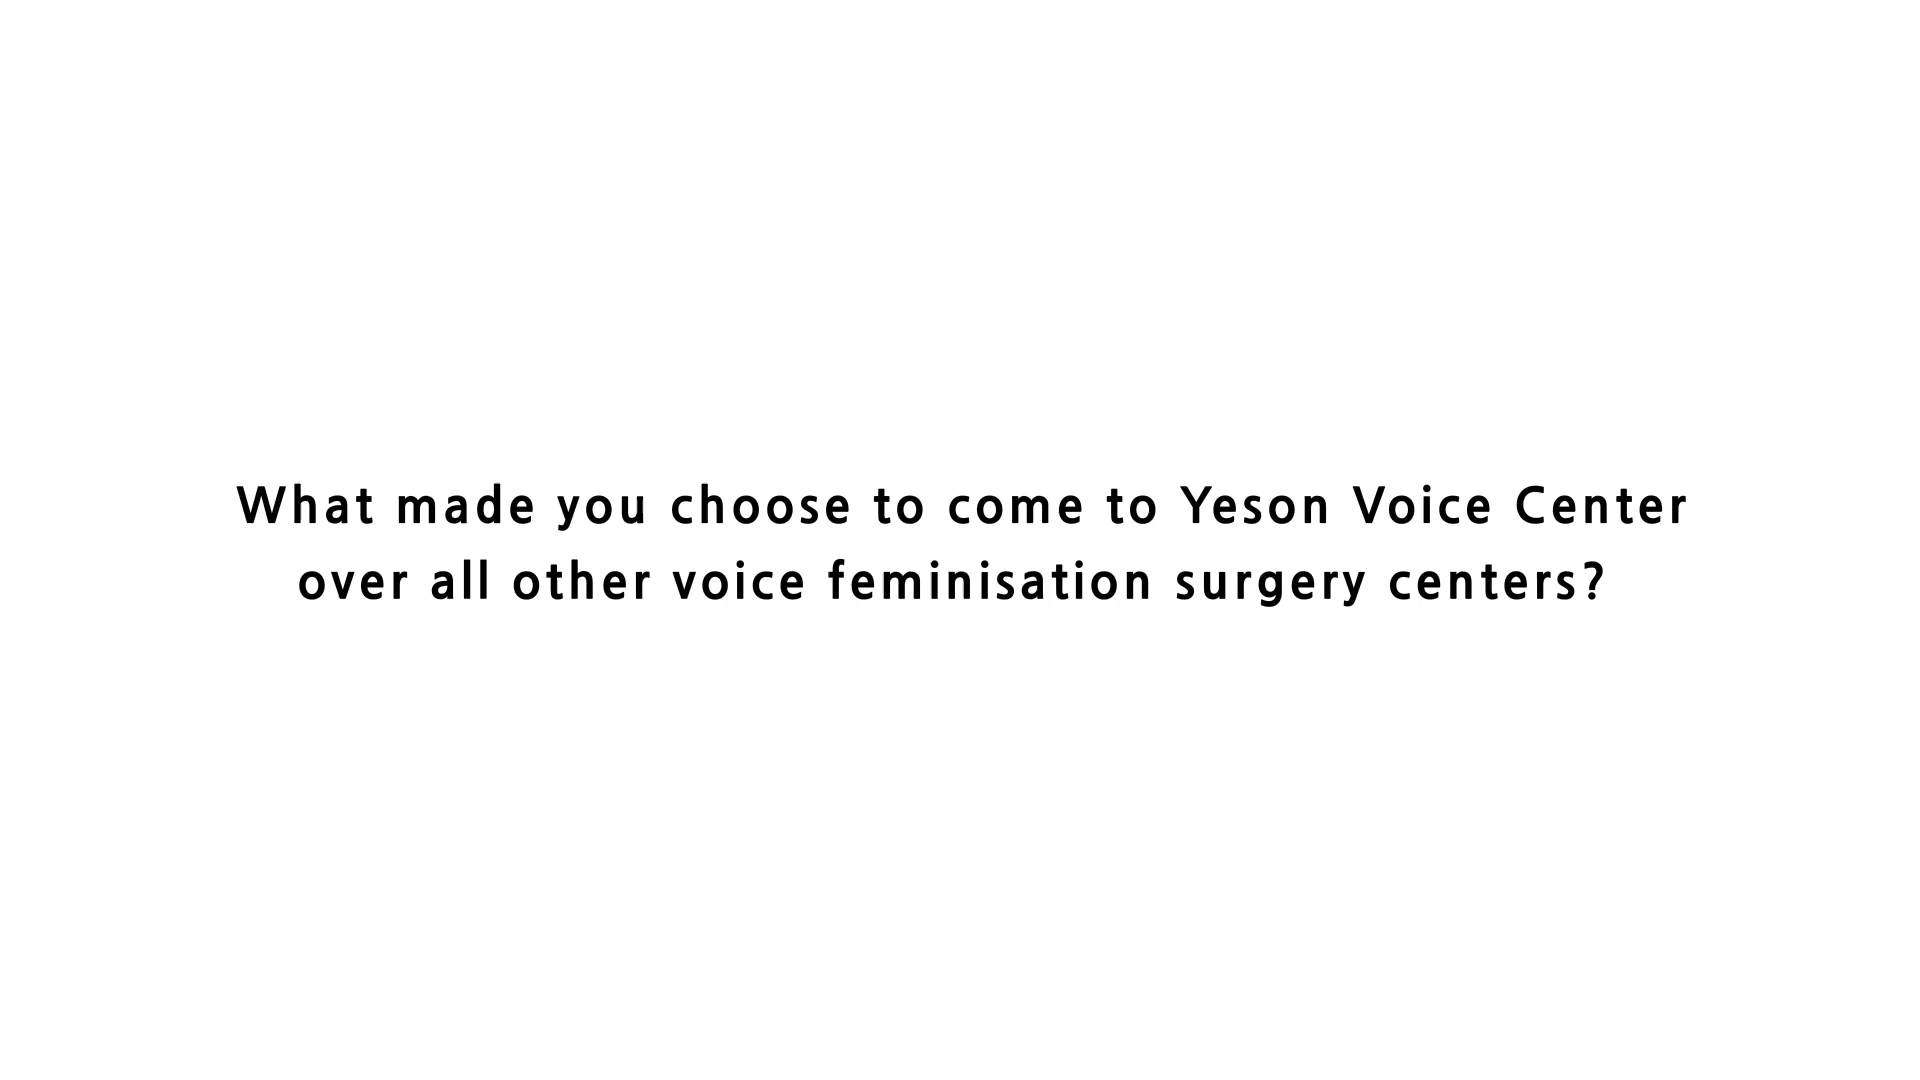 What made you choose to come to Yeson Voice Center
over all other voice feminisation surgery centers?